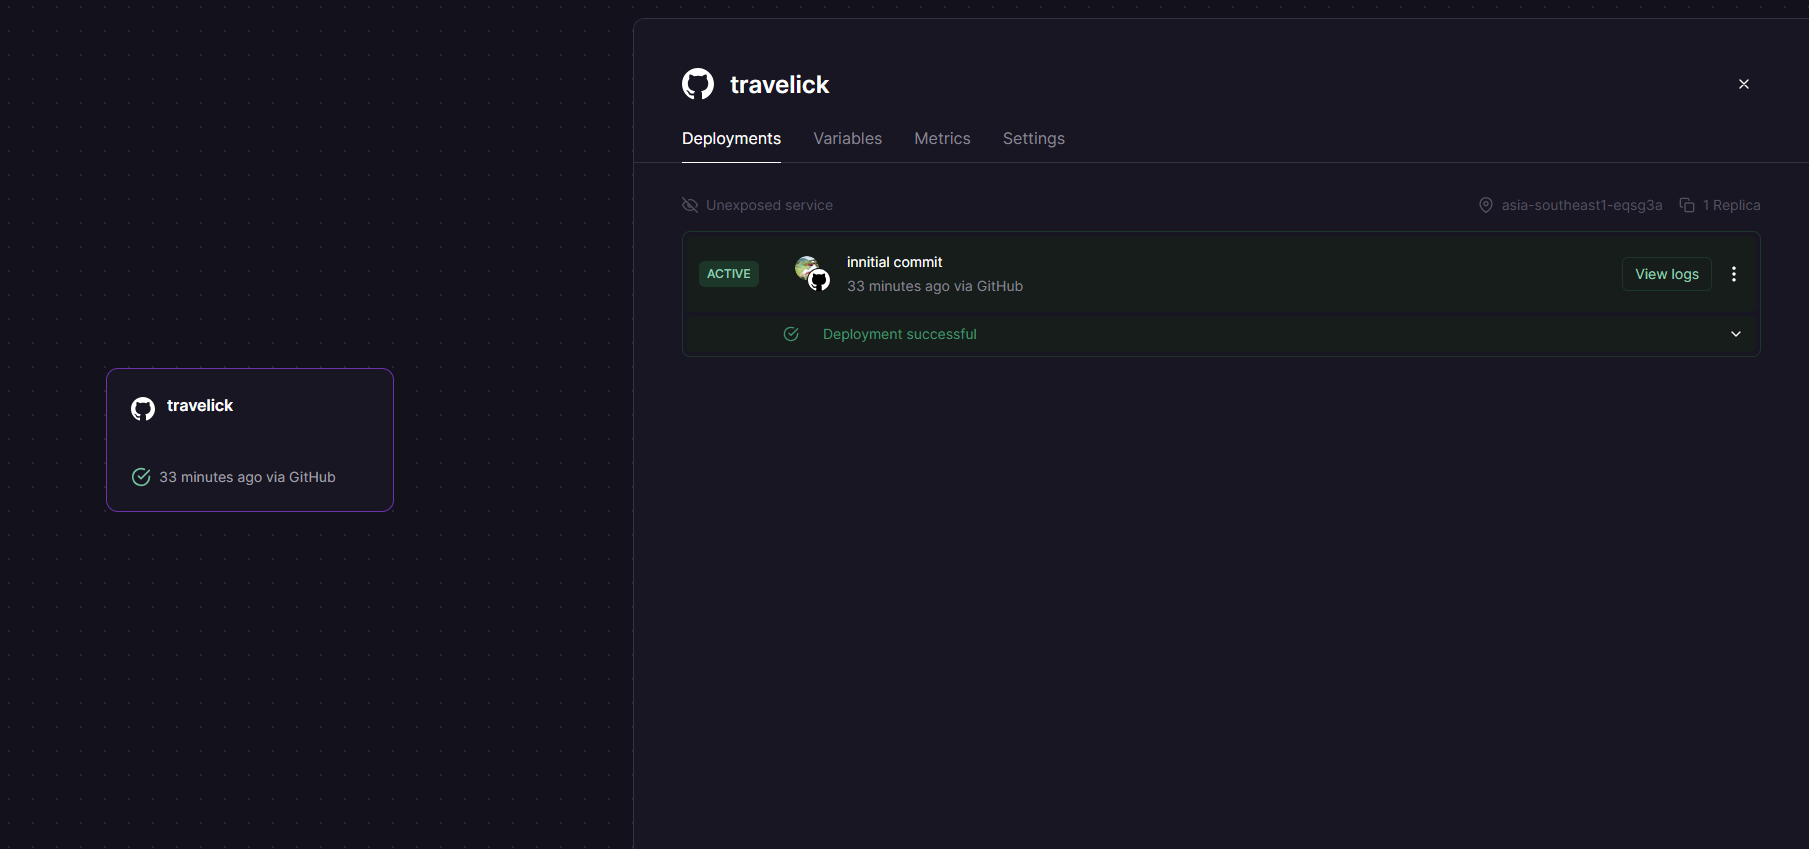 travelick
33 minutes ago via GitHub
travelick
Deployments Variables Metrics Settings
Unexposed service asia-southeast1-eqsg3a 1 Replica
ACTIVE innitial commit View logs
33 minutes ago via GitHub
Deployment successful